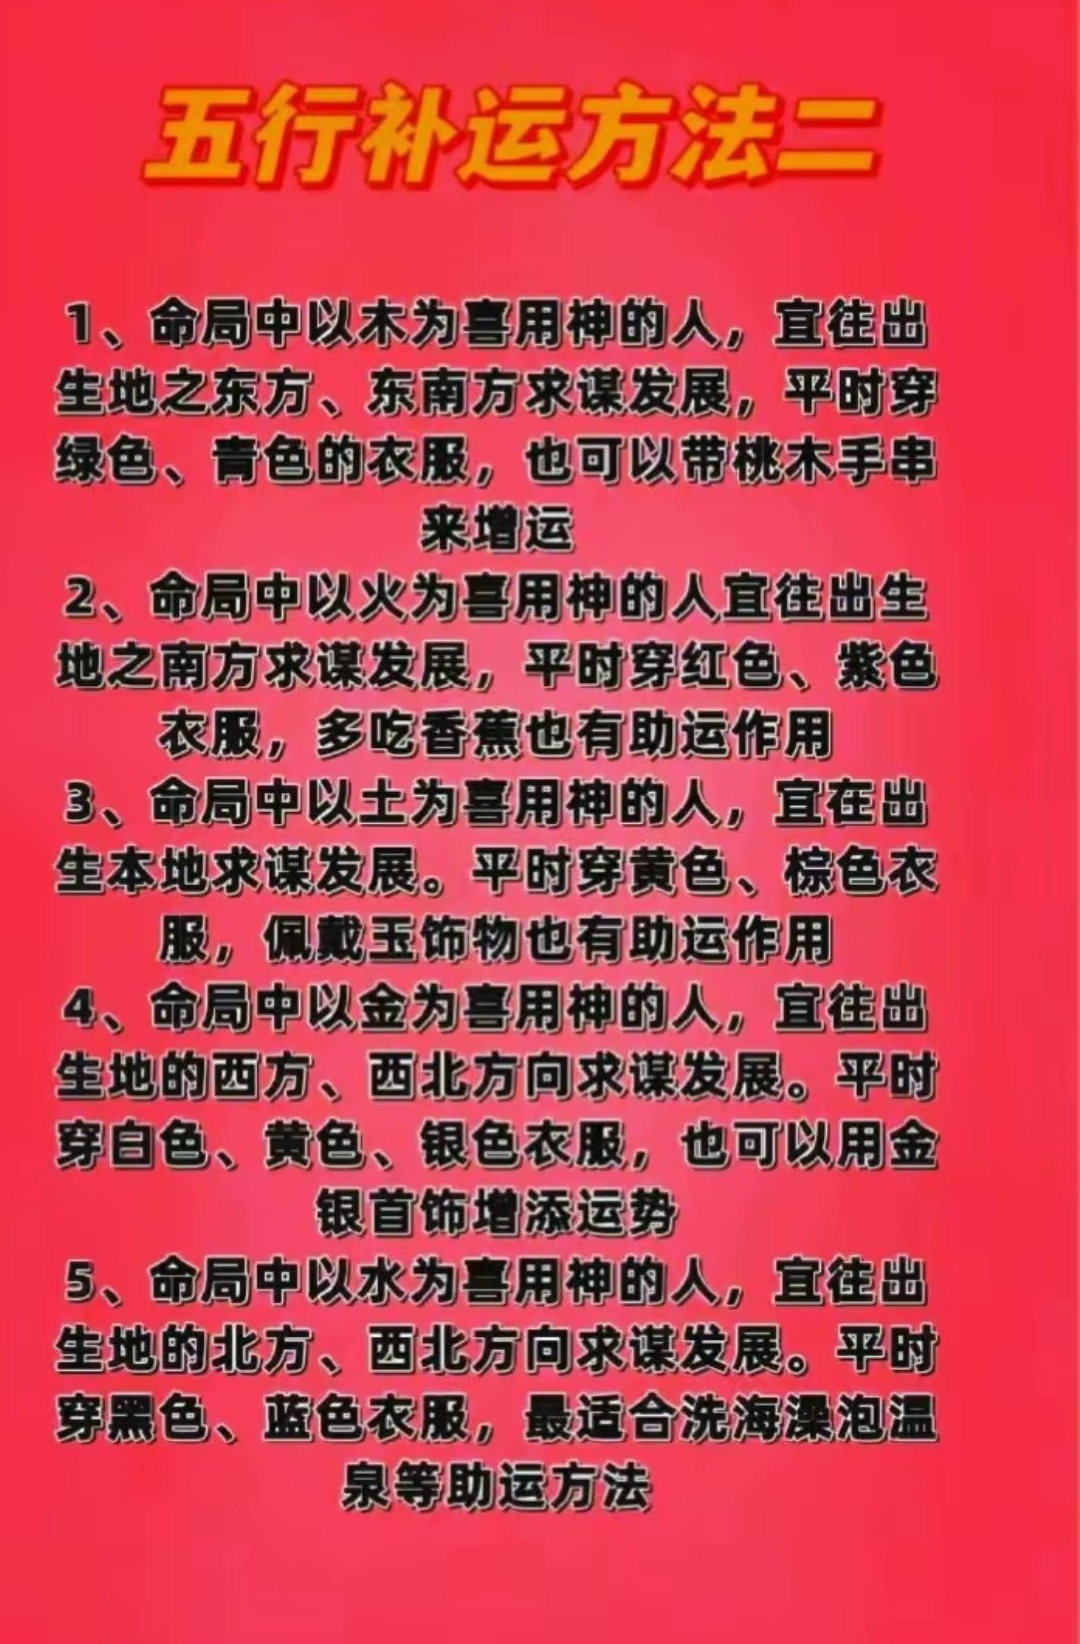 五行补运方法二
1、命局中以木为喜用神的人，宜往出
生地之东方、东南方求谋发展，平时穿
绿色、青色的衣服，也可以带桃木手串
来增运
2、命局中以火为喜用神的人宜往出生
地之南方求谋发展，平时穿红色、紫色
衣服，多吃香蕉也有助运作用
3、命局中以土为喜用神的人，宜在出
生本地求谋发展。平时穿黄色、棕色衣
服，佩戴玉饰物也有助运作用
4、命局中以金为喜用神的人，宜往出
生地的西方、西北方向求谋发展。平时
穿白色、黄色、银色衣服，也可以用金
银首饰增添运势
5、命局中以水为喜用神的人，宜往出
生地的北方、西北方向求谋发展。平时
穿黑色、蓝色衣服，最适合洗海澡泡温
泉等助运方法